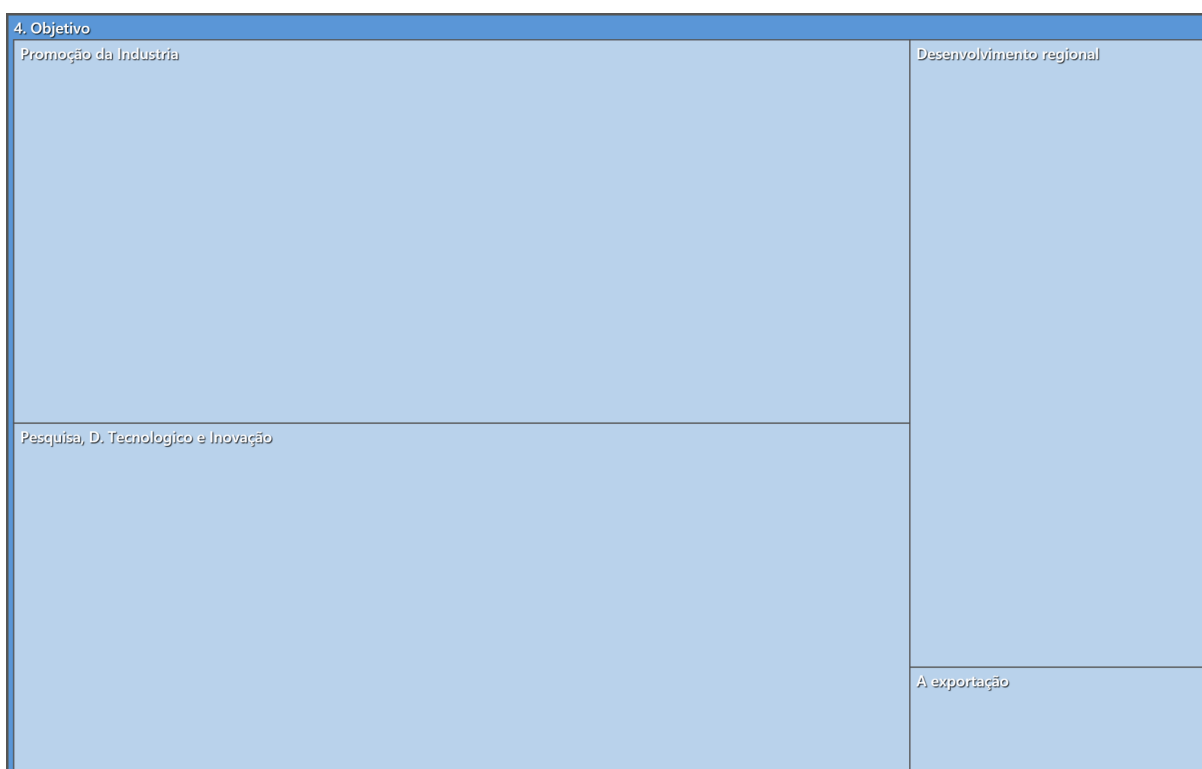 4. Objetivo
Promoção da Industria
Desenvolvimento regional
Pesquisa, D. Tecnologico e Inovação
A exportação